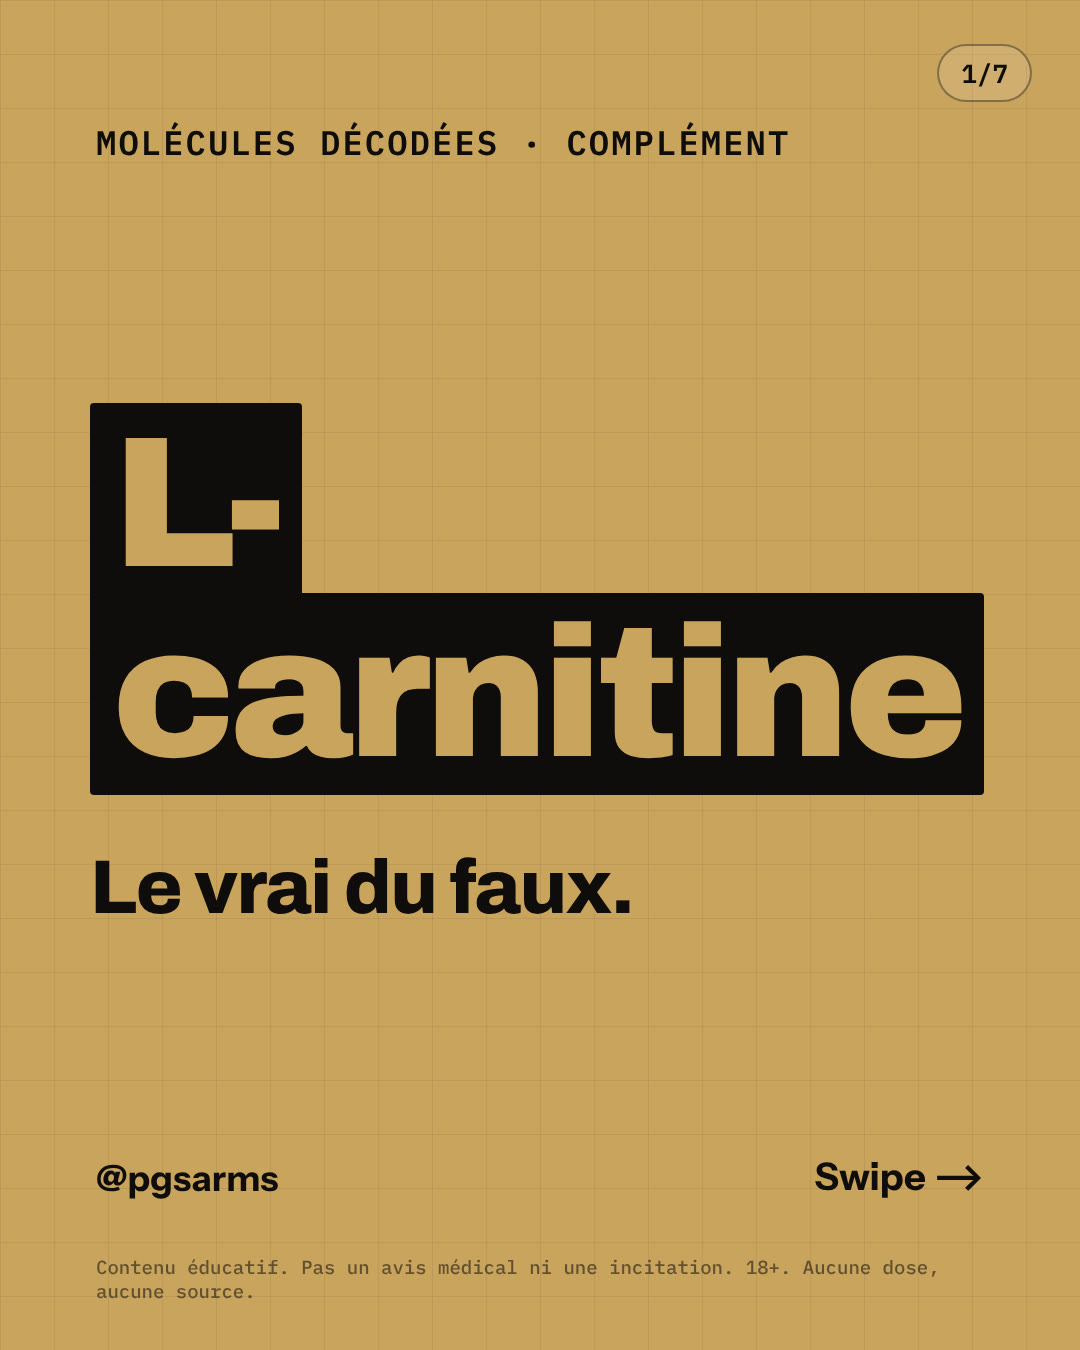 1/7
MOLÉCULES DÉCODÉES · COMPLÉMENT
L-
carnitine
Le vrai du faux.
@pgsarms
Swipe →
Contenu éducatif. Pas un avis médical ni une incitation. 18+. Aucune dose,
aucune source.